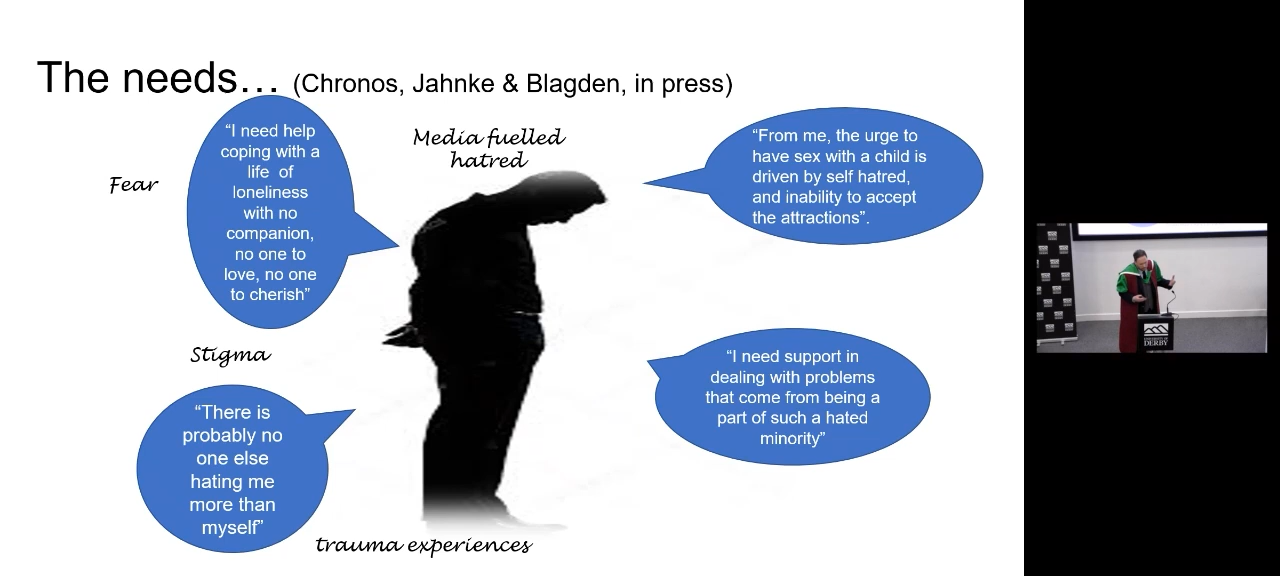 The needs... (Chronos, Jahnke & Blagden, in press)
"I need help
coping with a
life of
loneliness
with no
companion,
no one to
love, no one
to cherish"
Fear
Media fuelled
hatred
"From me, the urge to
have sex with a child is
driven by self hatred,
and inability to accept
the attractions".
Stigma
"I need support in
dealing with problems
that come from being a
part of such a hated
minority"
"There is
probably no
one else
hating me
more than
myself"
trauma experiences
DERBY